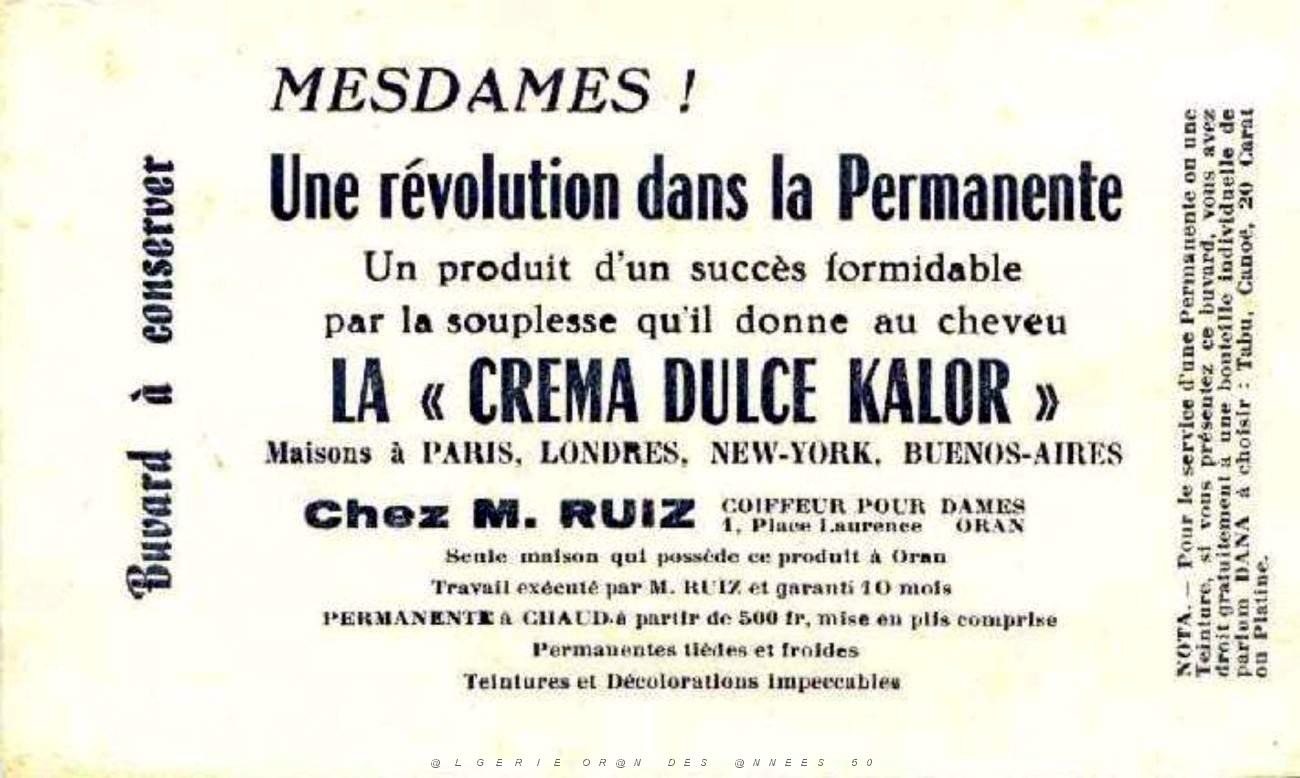 Buvard à conserver
MESDAMES !
Une révolution dans la Permanente
Un produit d'un succès formidable
par la souplesse qu'il donne au cheveu
LA « CREMA DULCE KALOR »
Maisons à PARIS, LONDRES, NEW-YORK, BUENOS-AIRES
Chez M. RUIZ COIFFEUR POUR DAMES
1, Place Laurence ORAN
Seule maison qui possède ce produit à Oran
Travail exécuté par M. RUIZ et garanti 10 mois
PERMANENTE à CHAUD à partir de 500 fr, mise en plis comprise
Permanentes tièdes et froides
Teintures et Décolorations impeccables
NOTA. — Pour le service d'une Permanente ou une
Teinture, si vous présentez ce buvard, vous avez
droit gratuitement à une bouteille individuelle de
parfum DANA à choisir : Tabu, Canoé, 20 Carat
ou Platine.
@LGERIE OR@N DES @NNEES 50